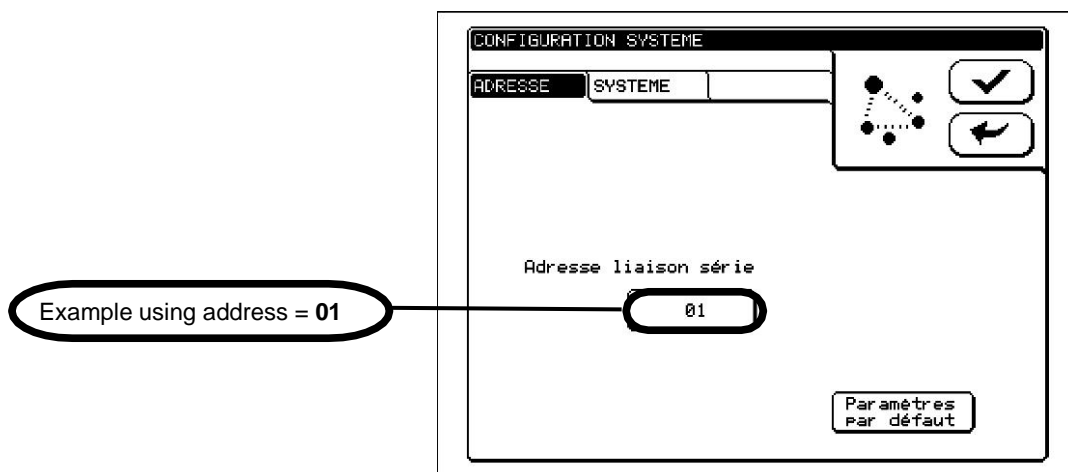 CONFIGURATION SYSTEME
ADRESSE SYSTEME
Adresse liaison série
Example using address = 01
01
Paramètres
par défaut